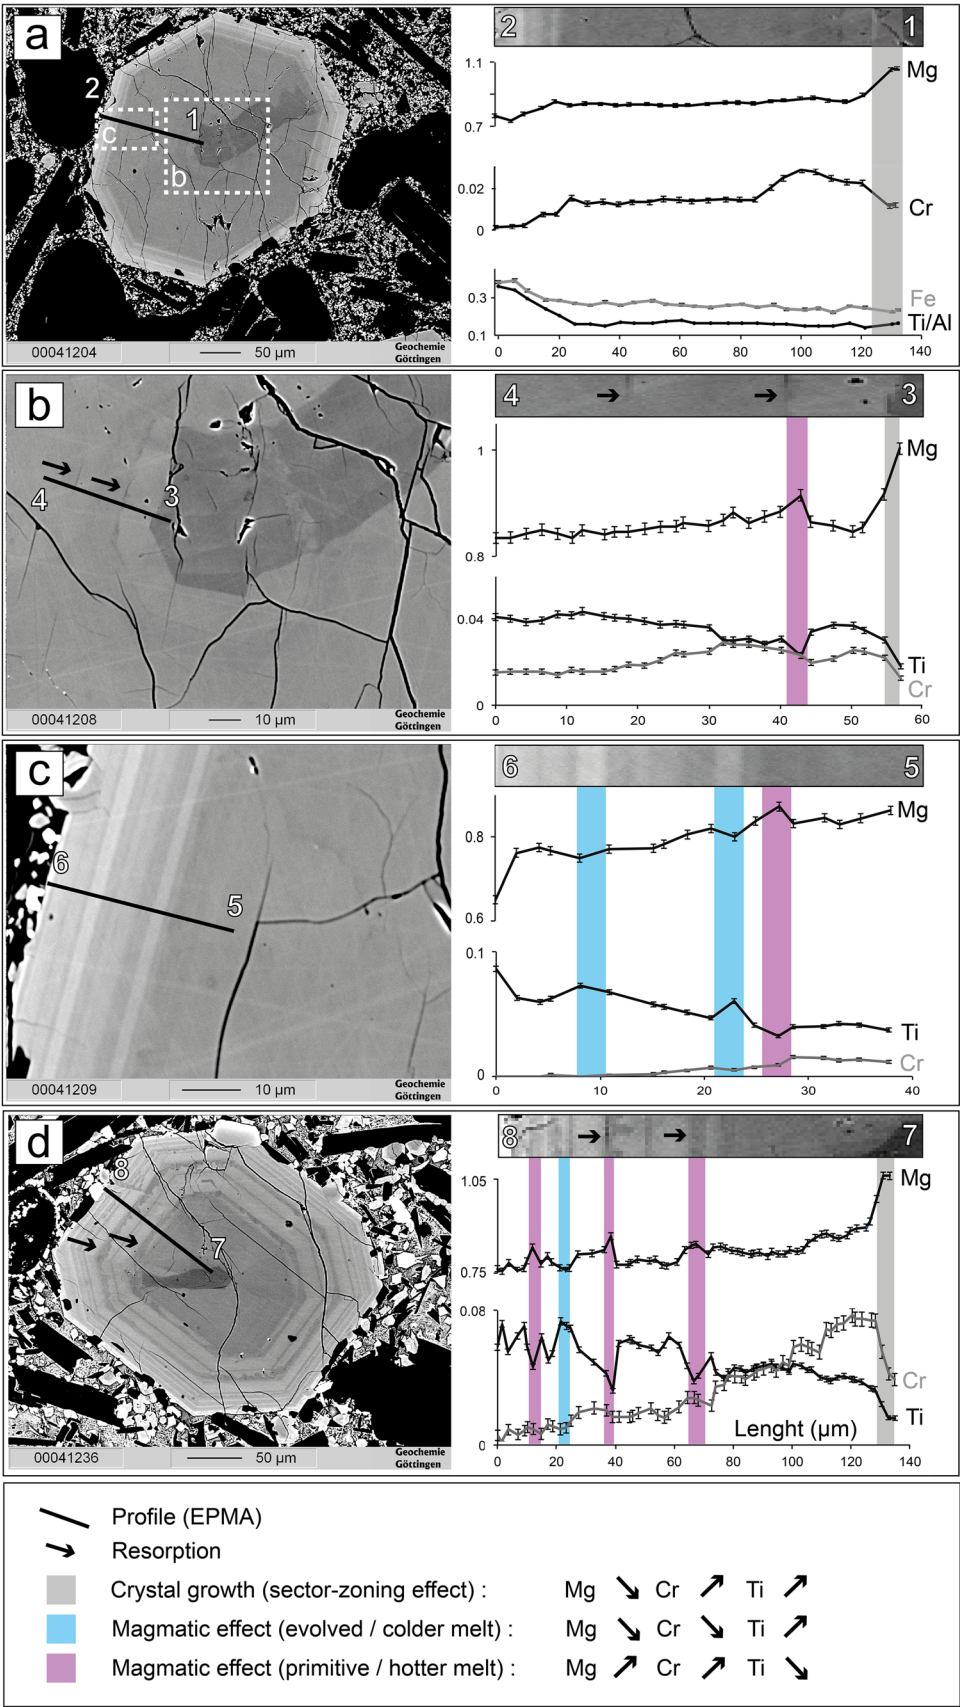 a
2
1
c
b
00041204
50 µm
Geochemie
Göttingen
2
1
1.1
Mg
0.7
0.02
Cr
0
0.3
Fe
Ti/Al
0.1
0 20 40 60 80 100 120 140
b
4
3
00041208
10 µm
Geochemie
Göttingen
4
3
1
Mg
0.8
0.04
Ti
Cr
0
0 10 20 30 40 50 60
c
6
5
00041209
10 µm
Geochemie
Göttingen
6
5
Mg
0.8
0.6
0.1
Ti
Cr
0
0 10 20 30 40
d
8
7
00041236
50 µm
Geochemie
Göttingen
8
7
1.05
Mg
0.75
0.08
Cr
Ti
Lenght (µm)
0
0 20 40 60 80 100 120 140
Profile (EPMA)
Resorption
Crystal growth (sector-zoning effect) : Mg ↘ Cr ↗ Ti ↗
Magmatic effect (evolved / colder melt) : Mg ↘ Cr ↘ Ti ↗
Magmatic effect (primitive / hotter melt) : Mg ↗ Cr ↗ Ti ↘